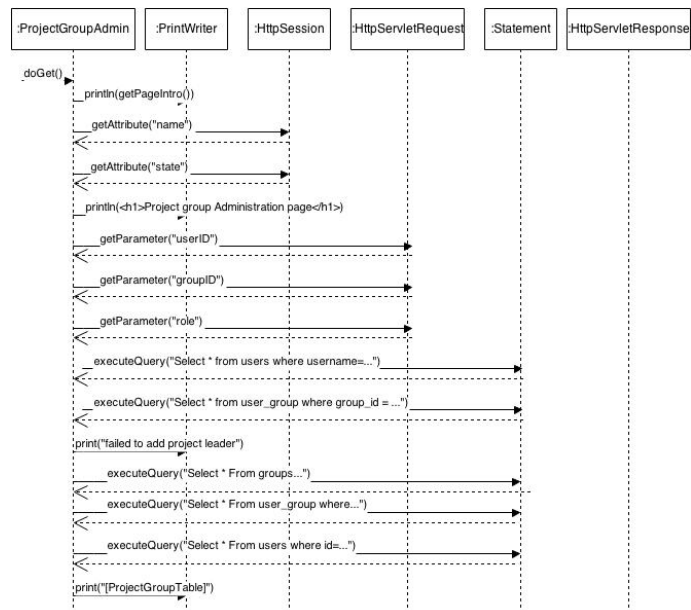 :ProjectGroupAdmin :PrintWriter :HttpSession :HttpServletRequest :Statement :HttpServletResponse
doGet()
println(getPageIntro())
getAttribute("name")
getAttribute("state")
println(<h1>Project group Administration page</h1>)
getParameter("userID")
getParameter("groupID")
getParameter("role")
executeQuery("Select * from users where username=...")
executeQuery("Select * from user_group where group_id = ...")
print("failed to add project leader")
executeQuery("Select * From groups...")
executeQuery("Select * From user_group where...")
executeQuery("Select * From users where id=...")
print("[ProjectGroupTable]")